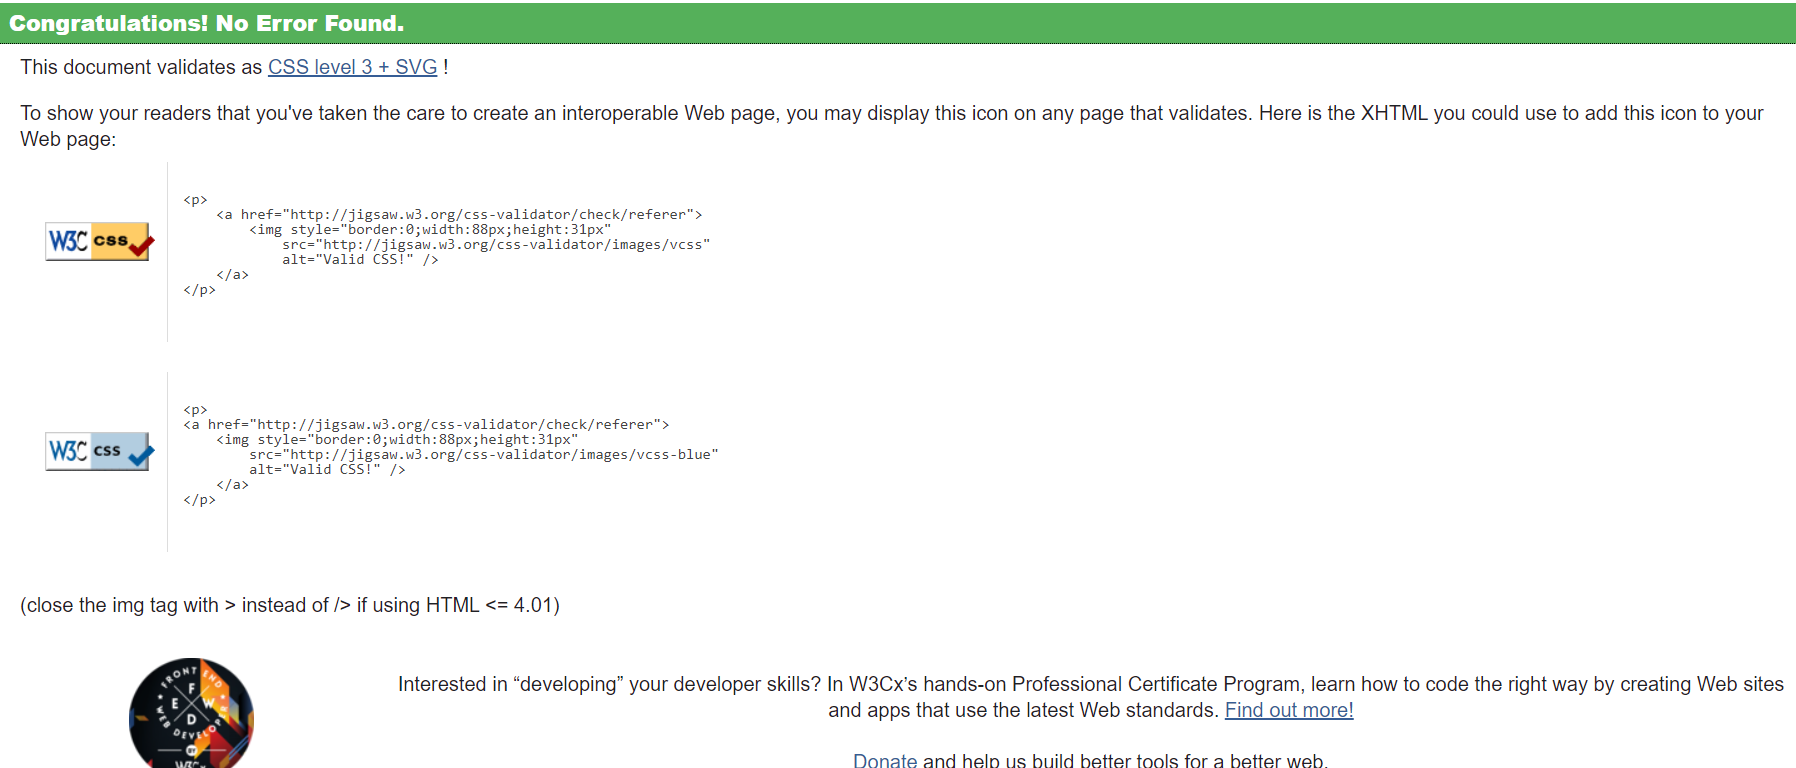 Congratulations! No Error Found.
This document validates as CSS level 3 + SVG !
To show your readers that you've taken the care to create an interoperable Web page, you may display this icon on any page that validates. Here is the XHTML you could use to add this icon to your
Web page:
W3C css
<p>
    <a href="http://jigsaw.w3.org/css-validator/check/referer">
        <img style="border:0;width:88px;height:31px"
            src="http://jigsaw.w3.org/css-validator/images/vcss"
            alt="Valid CSS!" />
    </a>
</p>
W3C css
<p>
<a href="http://jigsaw.w3.org/css-validator/check/referer">
    <img style="border:0;width:88px;height:31px"
        src="http://jigsaw.w3.org/css-validator/images/vcss-blue"
        alt="Valid CSS!" />
    </a>
</p>
(close the img tag with > instead of /> if using HTML <= 4.01)
FRONT END
WEB DEVELOPER
F
E W
D
BY
W3Cx
Interested in “developing” your developer skills? In W3Cx’s hands-on Professional Certificate Program, learn how to code the right way by creating Web sites
and apps that use the latest Web standards. Find out more!
Donate and help us build better tools for a better web.